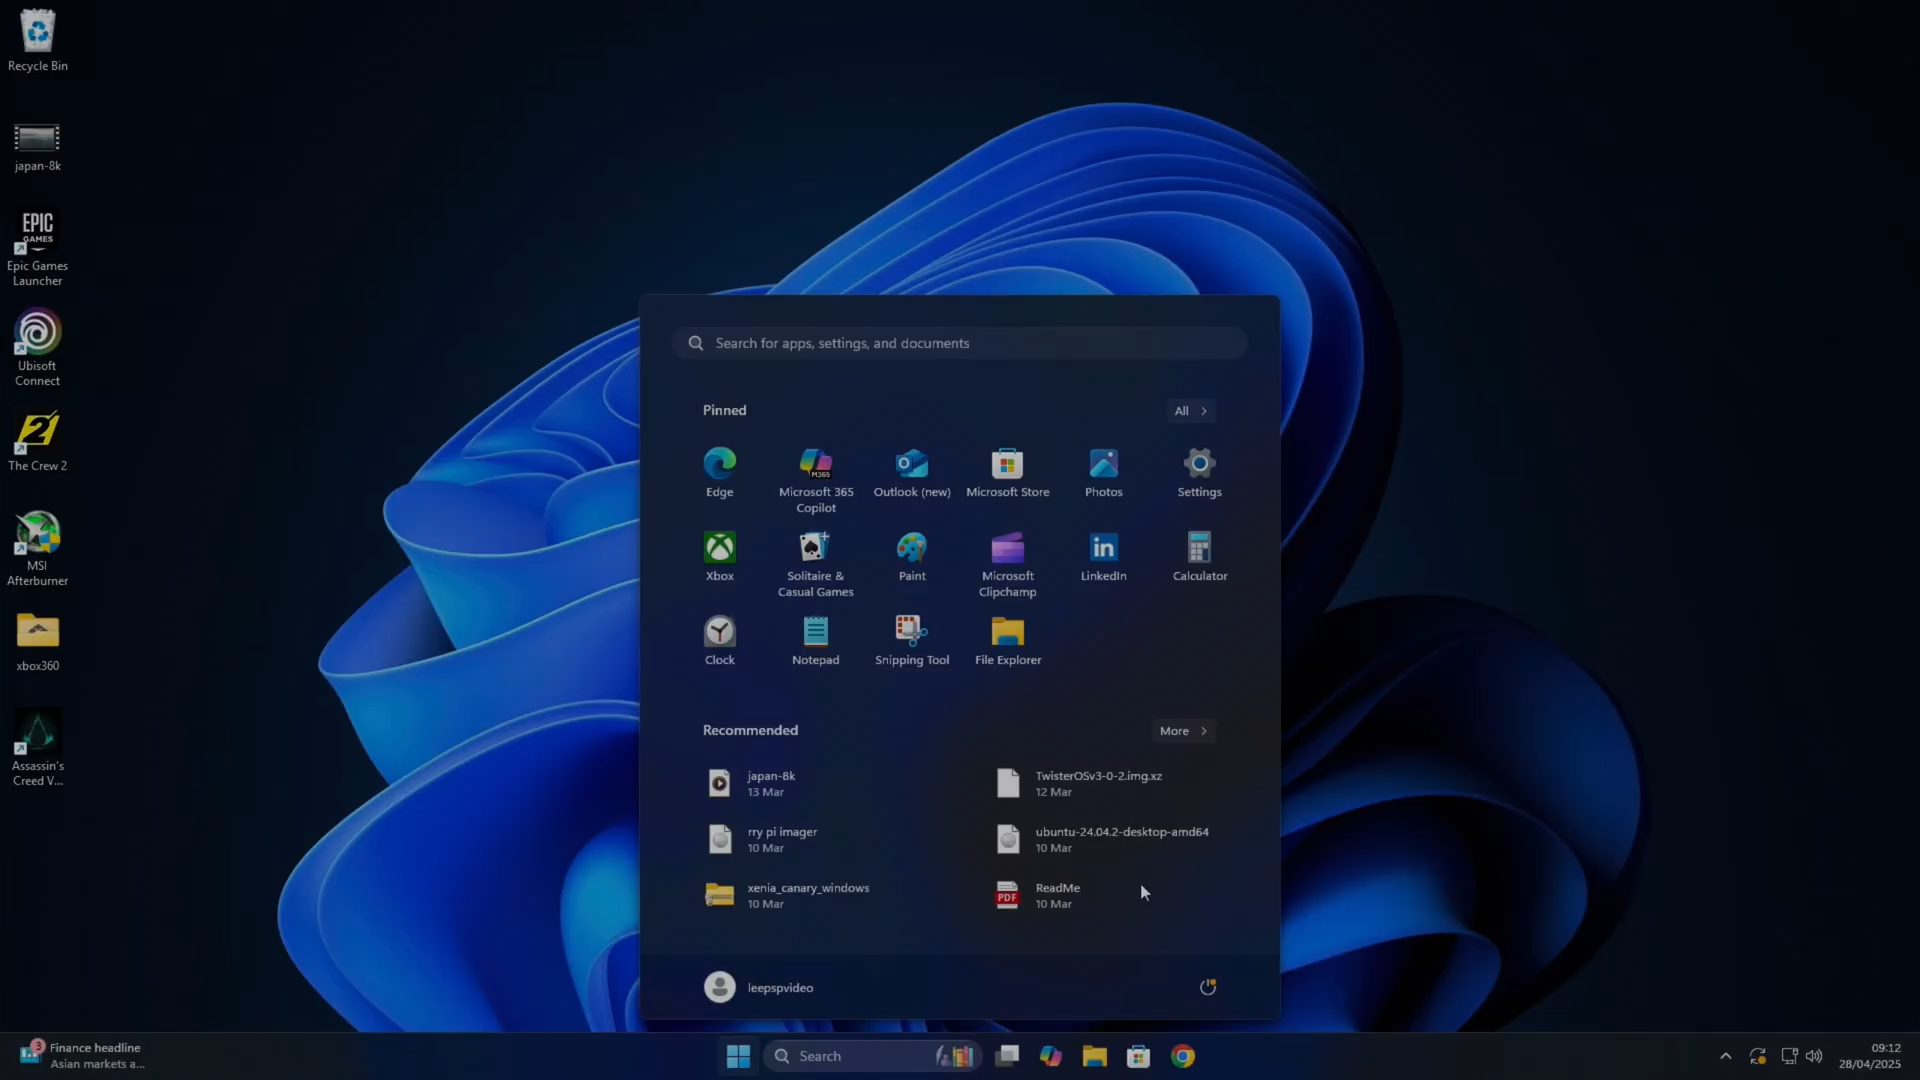 Recycle Bin
japan-8k
EPIC
GAMES
Epic Games
Launcher
Ubisoft
Connect
2
The Crew 2
MSI
Afterburner
xbox360
Assassin's
Creed V...
Search for apps, settings, and documents
Pinned
All
M365
Edge
Microsoft 365
Copilot
Outlook (new)
Microsoft Store
Photos
Settings
in
Xbox
Solitaire &
Casual Games
Paint
Microsoft
Clipchamp
LinkedIn
Calculator
Clock
Notepad
Snipping Tool
File Explorer
Recommended
More
japan-8k
13 Mar
TwisterOSv3-0-2.img.xz
12 Mar
rry pi imager
10 Mar
ubuntu-24.04.2-desktop-amd64
10 Mar
xenia_canary_windows
10 Mar
PDF
ReadMe
10 Mar
leepspvideo
3
Finance headline
Asian markets a...
Search
09:12
28/04/2025